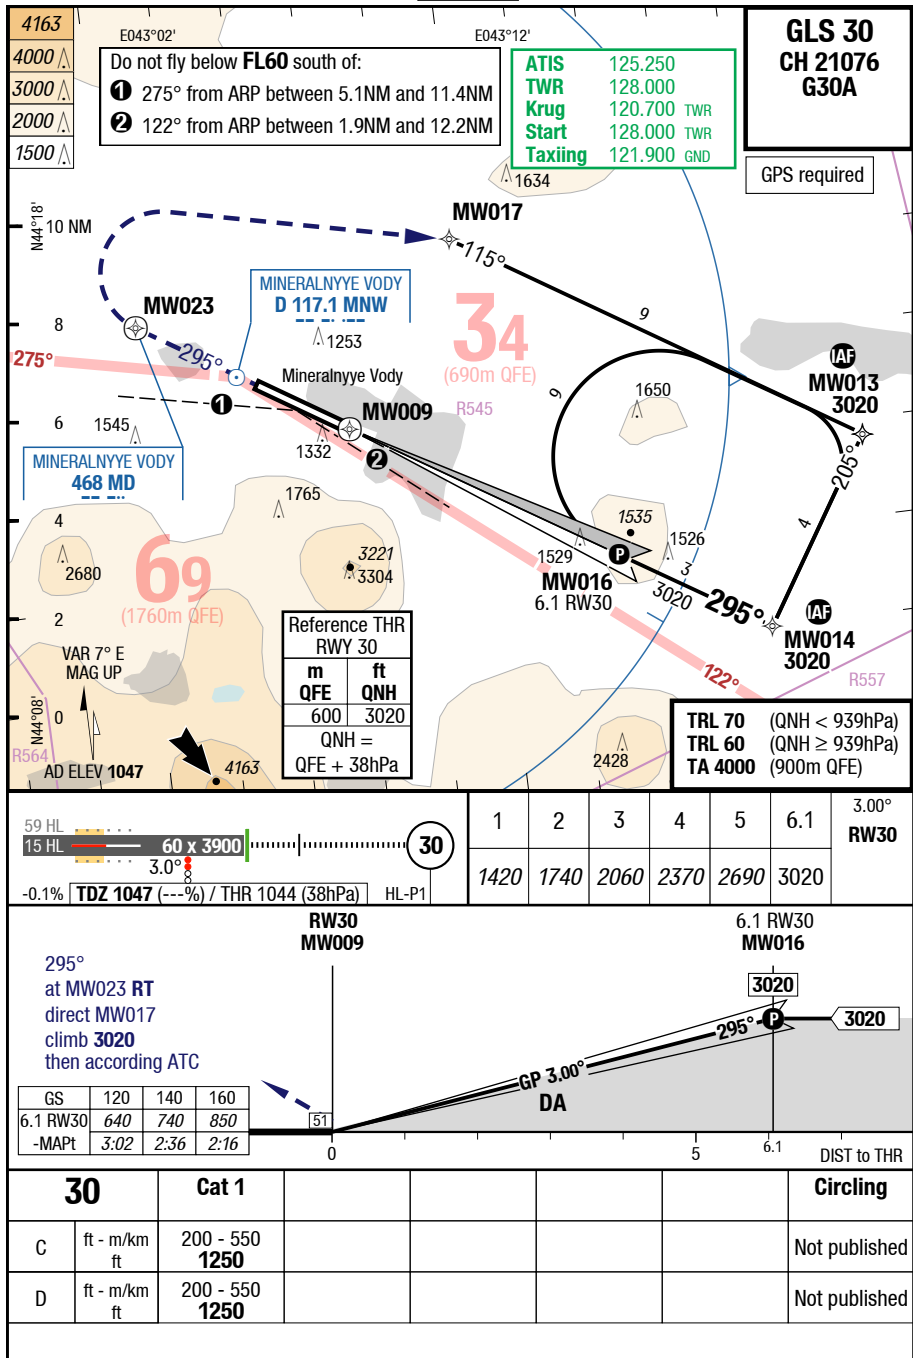 4163
4000
3000
2000
1500
E043°02'
E043°12'
Do not fly below FL60 south of:
1 275° from ARP between 5.1NM and 11.4NM
2 122° from ARP between 1.9NM and 12.2NM
ATIS 125.250
TWR 128.000
Krug 120.700 TWR
Start 128.000 TWR
Taxiing 121.900 GND
GLS 30
CH 21076
G30A
GPS required
1634
N44°18'
10 NM
MW017
115°
MINERALNYYE VODY
D 117.1 MNW
MW023
9
8
34
(690m QFE)
1253
295°
275°
Mineralnyye Vody
IAF
MW013
3020
9
1650
1
MW009
R545
6
1545
1332
2
205°
MINERALNYYE VODY
468 MD
1765
4
1535
4
1526
1529
P
3221
3304
2680
69
(1760m QFE)
MW016
6.1 RW30
3
3020
295°
IAF
MW014
3020
2
Reference THR
RWY 30
m ft
QFE QNH
600 3020
QNH =
QFE + 38hPa
VAR 7° E
MAG UP
122°
R557
N44°08'
0
R564
AD ELEV 1047
4163
2428
TRL 70 (QNH < 939hPa)
TRL 60 (QNH ≥ 939hPa)
TA 4000 (900m QFE)
59 HL
15 HL
60 x 3900
30
3.0°
-0.1% TDZ 1047 (---%) / THR 1044 (38hPa) HL-P1
1 2 3 4 5 6.1 3.00°
RW30
1420 1740 2060 2370 2690 3020
RW30
MW009
6.1 RW30
MW016
295°
at MW023 RT
direct MW017
climb 3020
then according ATC
3020
P
3020
295°
GP 3.00°
DA
GS 120 140 160
6.1 RW30 640 740 850
-MAPt 3:02 2:36 2:16
51
0
5
6.1
DIST to THR
30 Cat 1 Circling
C ft - m/km 200 - 550 Not published
ft 1250
D ft - m/km 200 - 550 Not published
ft 1250